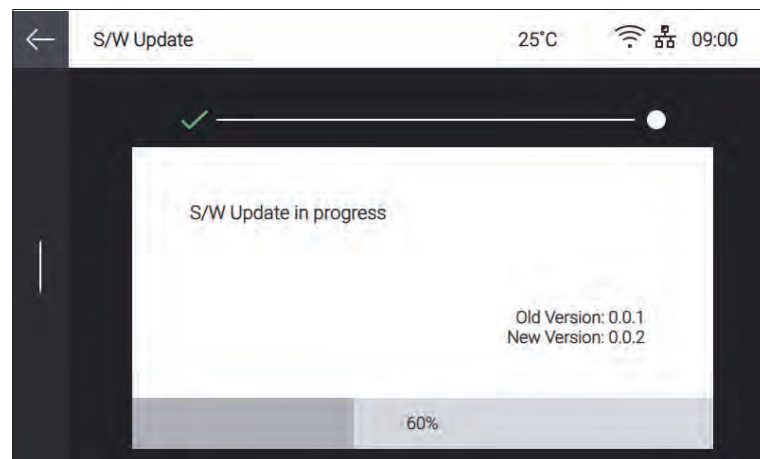 S/W Update 25°C 09:00
S/W Update in progress
Old Version: 0.0.1
New Version: 0.0.2
60%